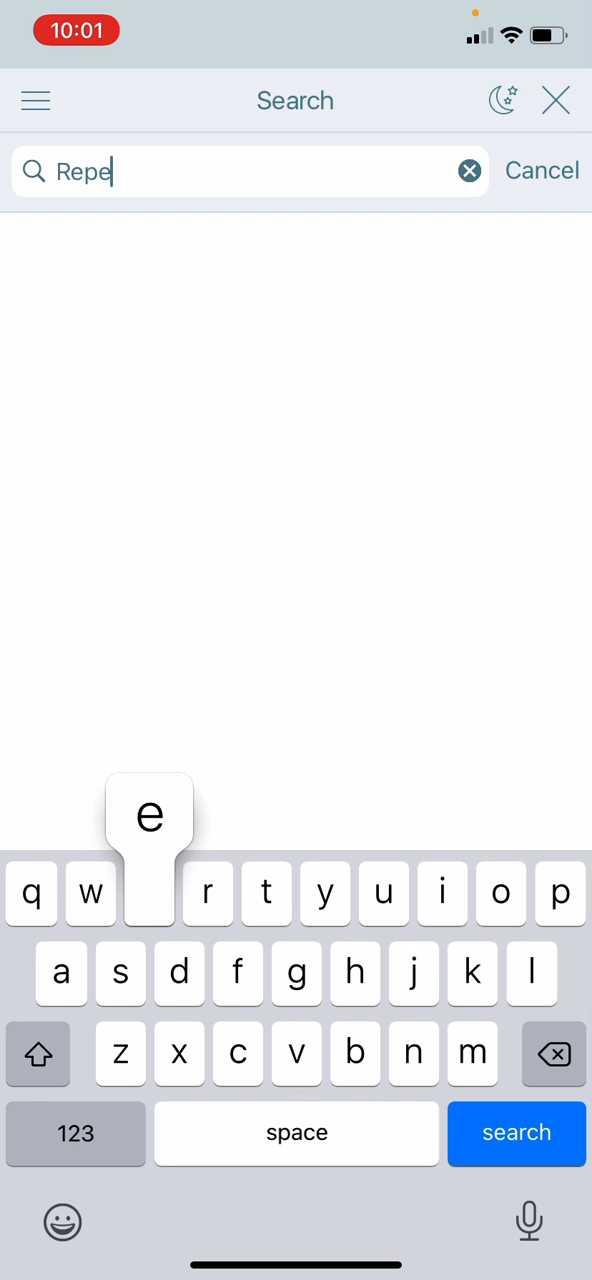 10:01
Search
Repe
Cancel
e
q w r t y u i o p
a s d f g h j k l
z x c v b n m
123 space search